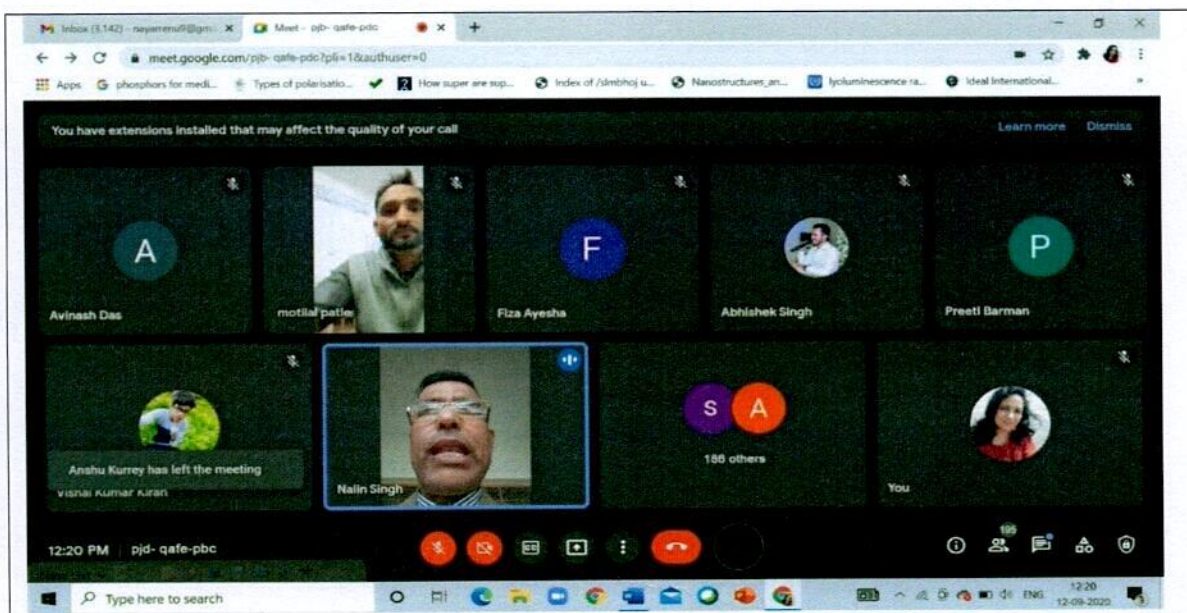 Inbox (3,142) - nayarrenu9@gm
Meet - pjb- qafe-pdc
meet.google.com/pjb- qafe-pdc?pli=1&authuser=0
Apps
phosphors for medi...
Types of polarisatio...
How super are sup...
Index of /slmbhoj u...
Nanostructures_an...
lyoluminescence ra...
Ideal International...
You have extensions installed that may affect the quality of your call
Learn more Dismiss
A
F
P
Avinash Das
motilal patle
Fiza Ayesha
Abhishek Singh
Preeti Barman
S A
186 others
Anshu Kurrey has left the meeting
Vishal Kumar Kiran
Nalin Singh
You
12:20 PM | pjd- qafe-pbc
CC
195
Type here to search
ENG
12:20
12-09-2020